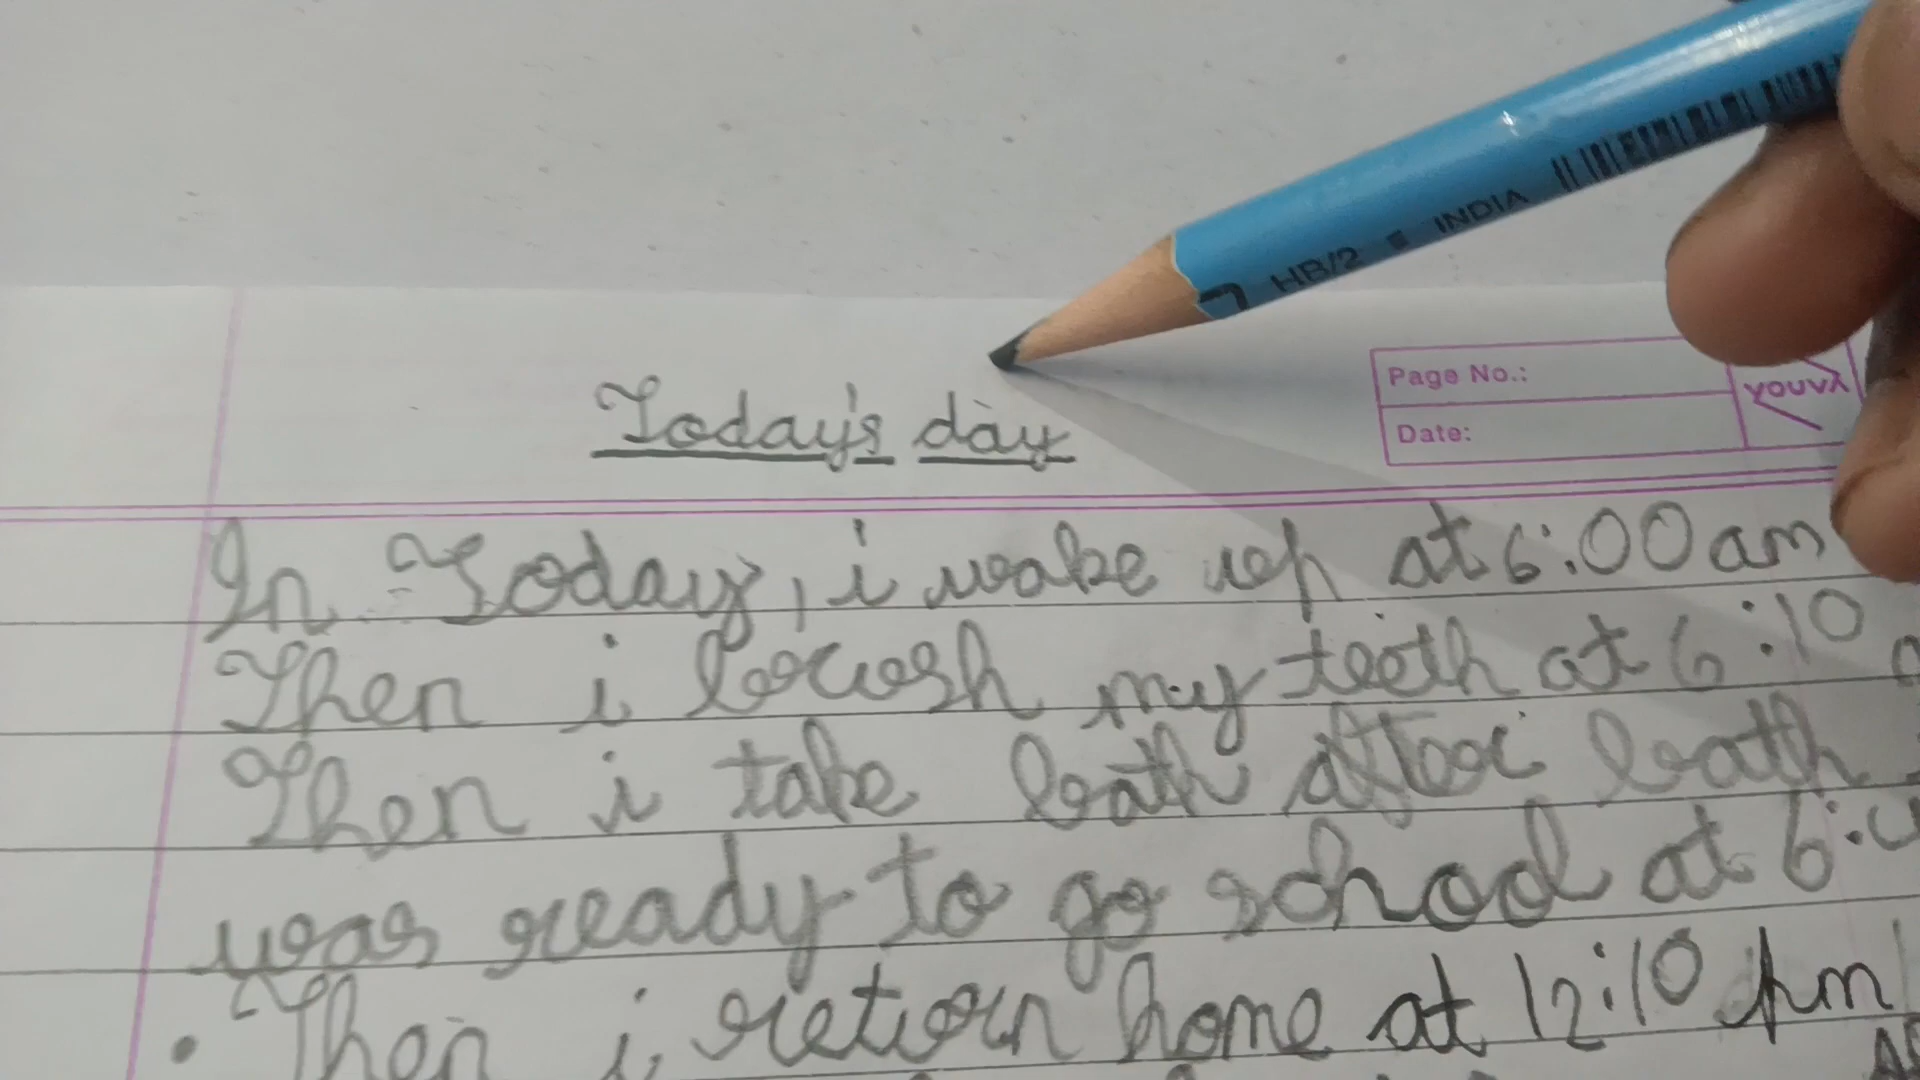 HB/2 INDIA
Page No.:
youva
Date:
Today's day
In Today, i wake up at 6:00 am
Then i brush my teeth at 6:10
Then i take bath after bath
was ready to go school at 6:
Then i return home at 12:10 pm